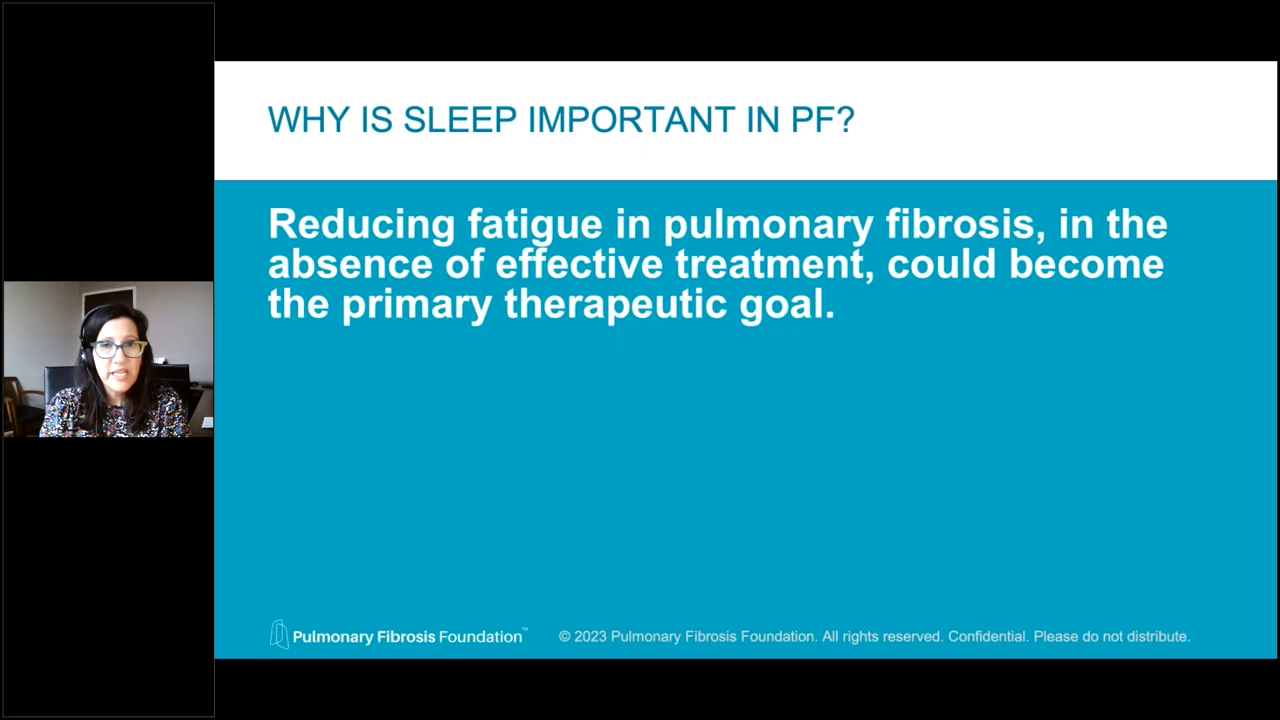 WHY IS SLEEP IMPORTANT IN PF?
Reducing fatigue in pulmonary fibrosis, in the
absence of effective treatment, could become
the primary therapeutic goal.
Pulmonary Fibrosis Foundation™
© 2023 Pulmonary Fibrosis Foundation. All rights reserved. Confidential. Please do not distribute.